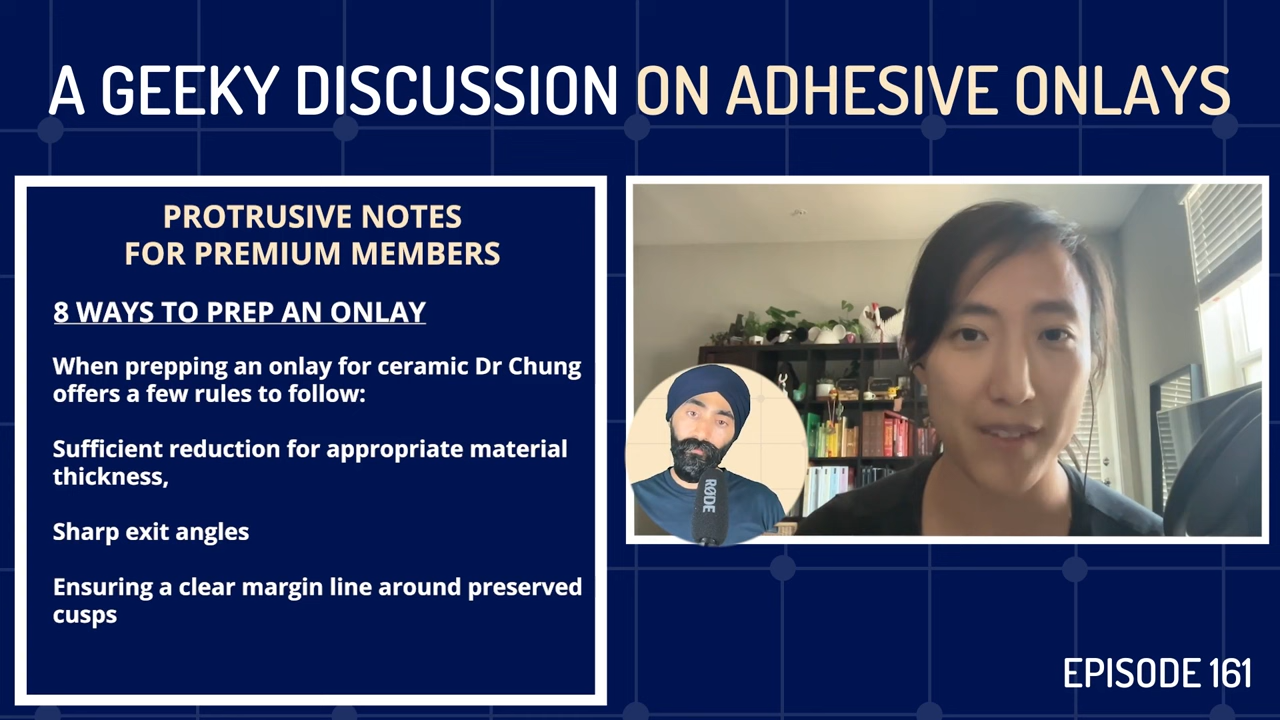 A GEEKY DISCUSSION ON ADHESIVE ONLAYS
PROTRUSIVE NOTES
FOR PREMIUM MEMBERS
8 WAYS TO PREP AN ONLAY
When prepping an onlay for ceramic Dr Chung
offers a few rules to follow:
Sufficient reduction for appropriate material
thickness,
Sharp exit angles
Ensuring a clear margin line around preserved
cusps
RØDE
EPISODE 161